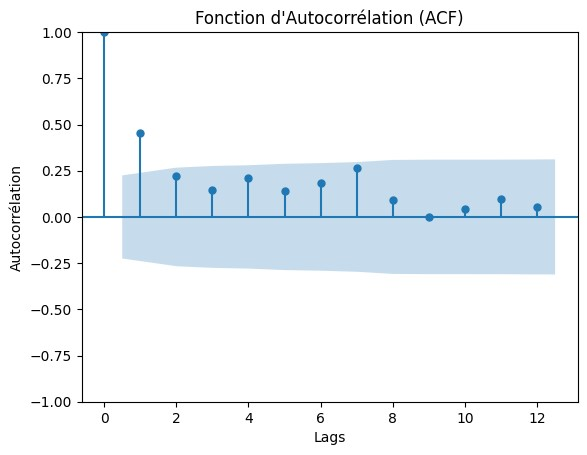 Fonction d'Autocorrélation (ACF)
1.00
0.75
0.50
0.25
0.00
−0.25
−0.50
−0.75
−1.00
Autocorrélation
0 2 4 6 8 10 12
Lags